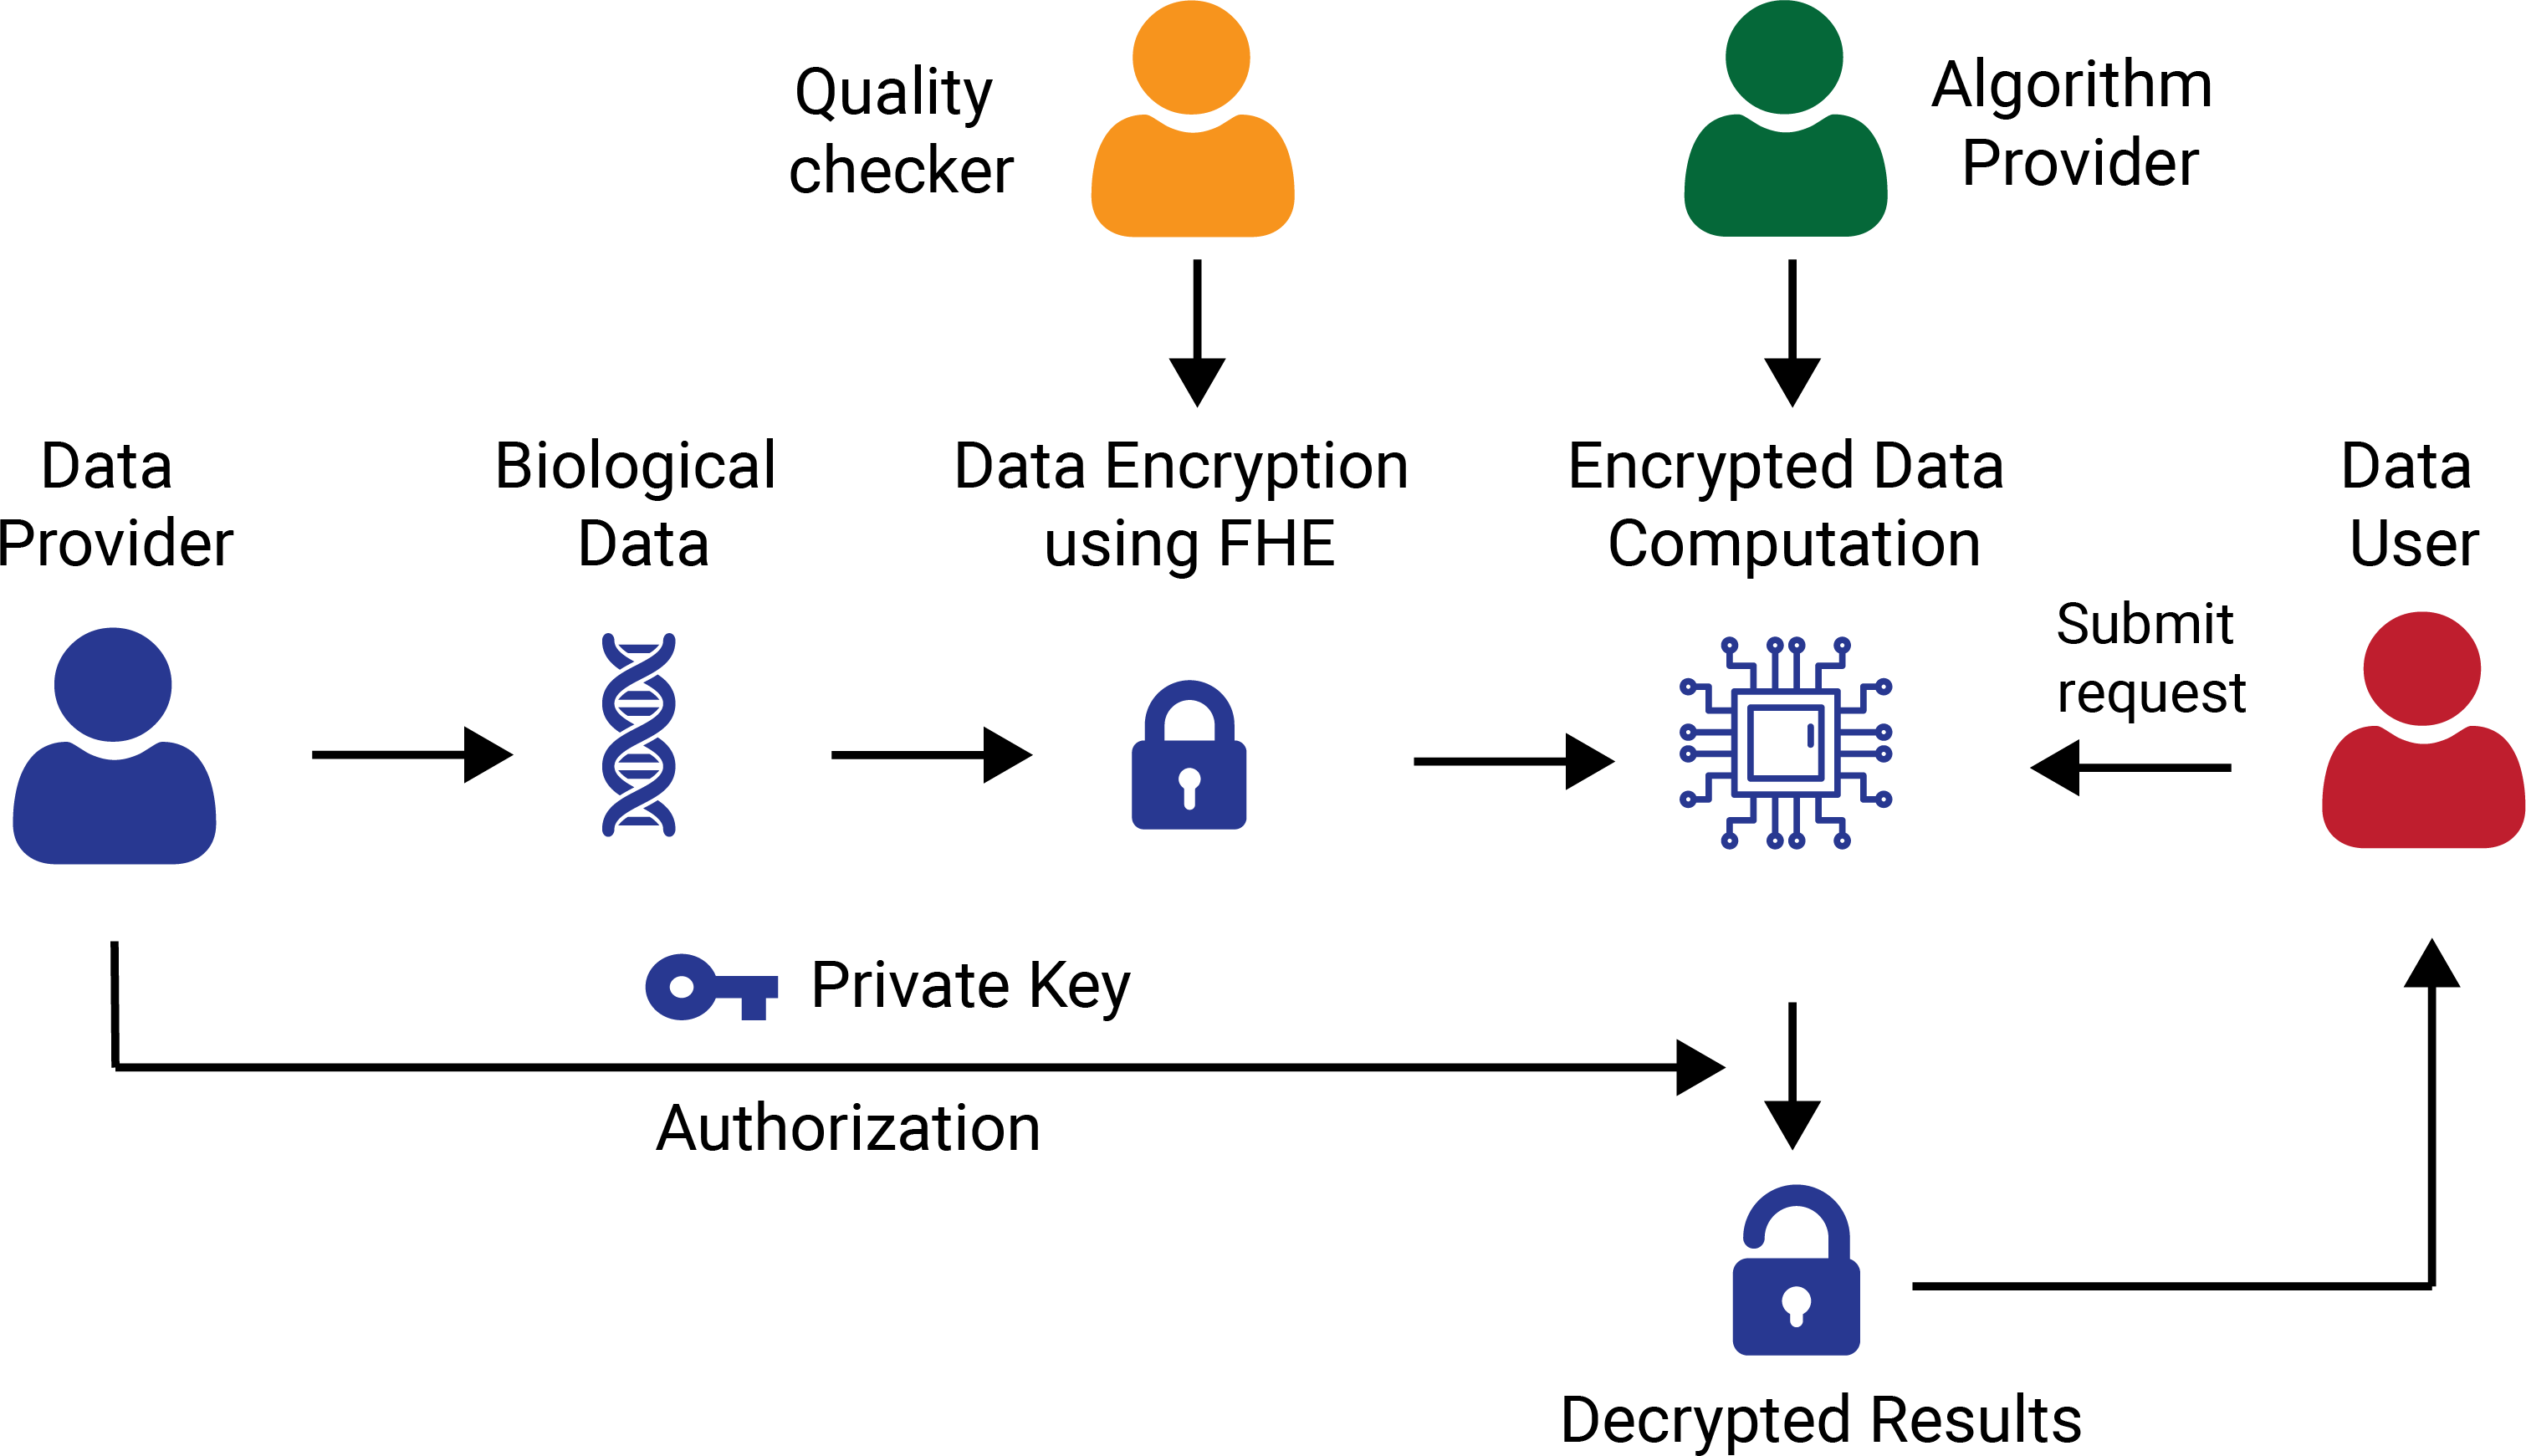 Quality
checker
Algorithm
Provider
Data
Provider
Biological
Data
Data Encryption
using FHE
Encrypted Data
Computation
Data
User
Submit
request
Private Key
Authorization
Decrypted Results